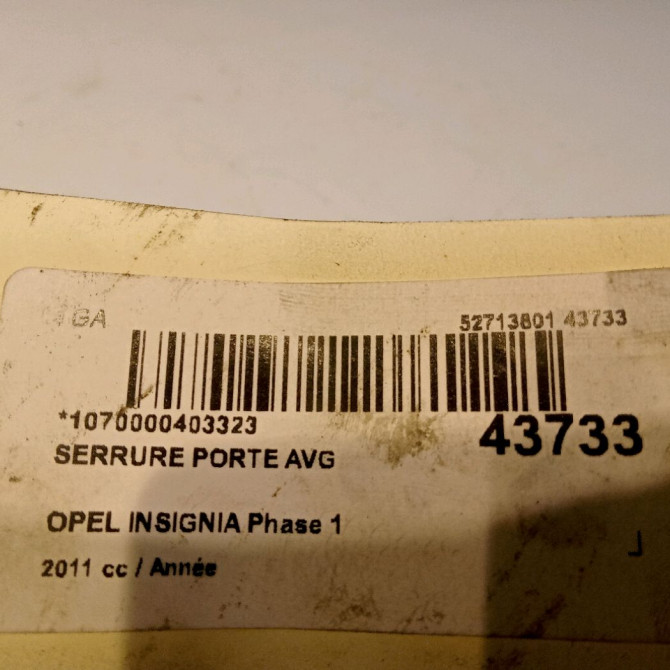 GA
52713801 43733
*1070000403323
43733
SERRURE PORTE AVG
OPEL INSIGNIA Phase 1
2011 cc / Année